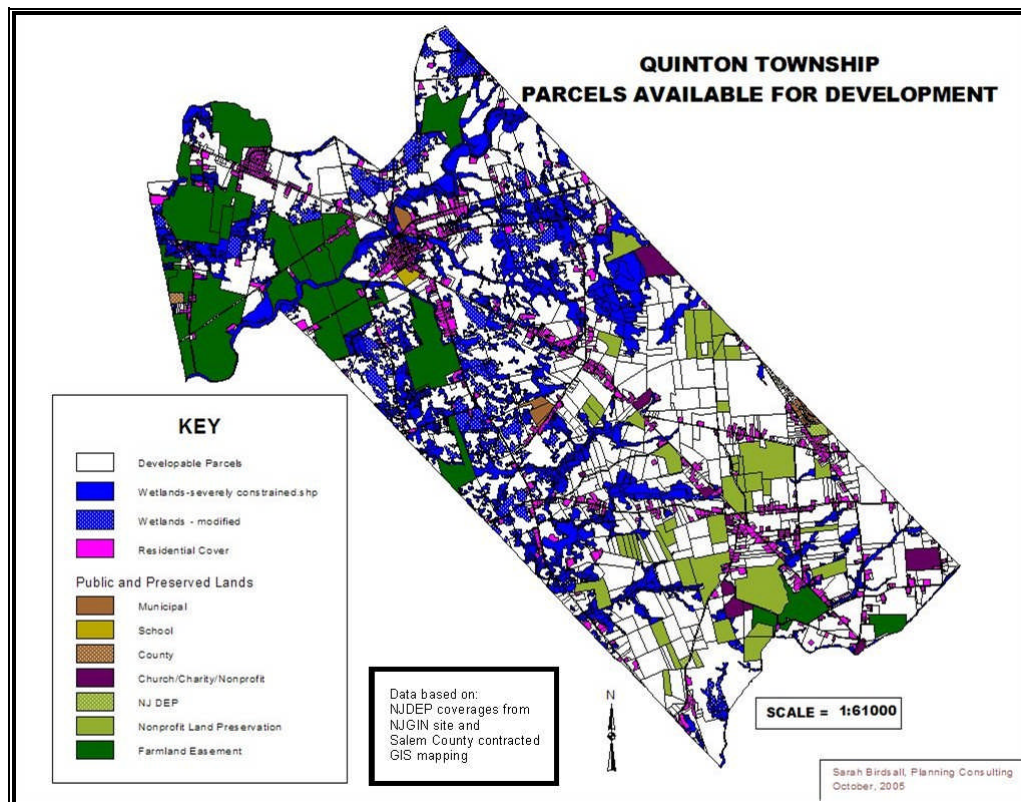 QUINTON TOWNSHIP
PARCELS AVAILABLE FOR DEVELOPMENT
KEY
Developable Parcels
Wetlands-severely constrained.shp
Wetlands - modified
Residential Cover
Public and Preserved Lands
Municipal
School
County
Church/Charity/Nonprofit
NJ DEP
Nonprofit Land Preservation
Farmland Easement
Data based on:
NJDEP coverages from
NJGIN site and
Salem County contracted
GIS mapping
N
SCALE = 1:61000
Sarah Birdsall, Planning Consulting
October, 2005